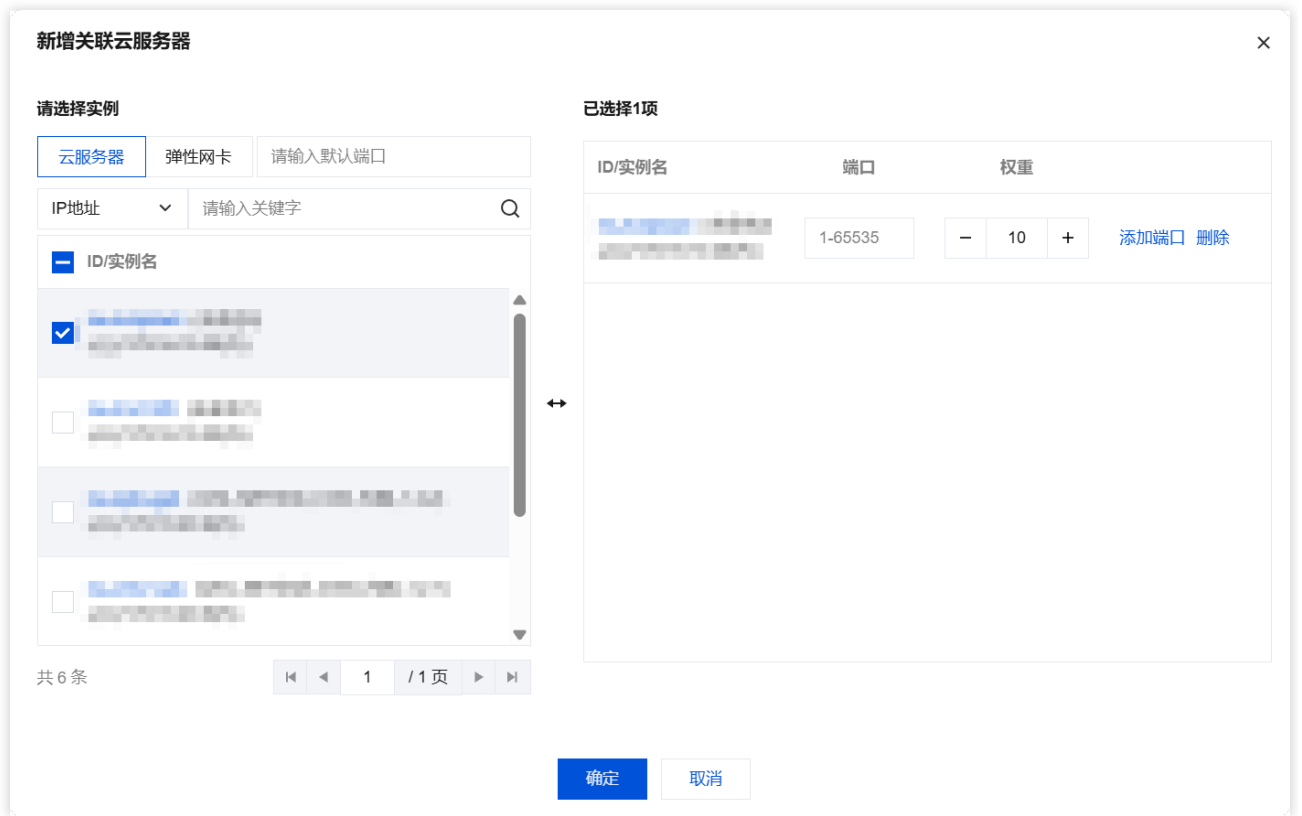 新增关联云服务器
请选择实例
云服务器 弹性网卡 请输入默认端口
IP地址 请输入关键字
ID/实例名
共 6 条 1 / 1 页
已选择1项
ID/实例名 端口 权重
1-65535 10 添加端口 删除
确定 取消